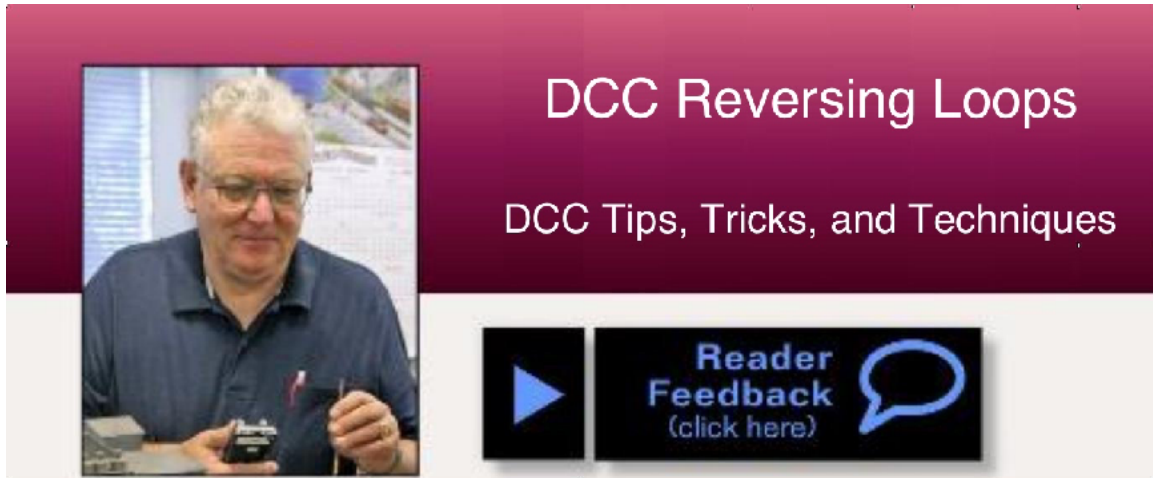 DCC Reversing Loops
DCC Tips, Tricks, and Techniques
Reader
Feedback
(click here)